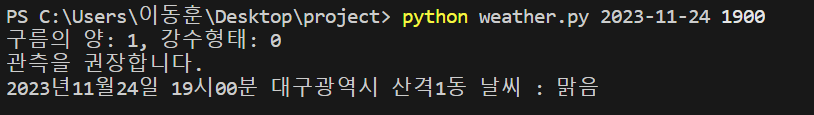 PS C:\Users\이동훈\Desktop\project> python weather.py 2023-11-24 1900
구름의 양: 1, 강수형태: 0
관측을 권장합니다.
2023년11월24일 19시00분 대구광역시 산격1동 날씨 : 맑음